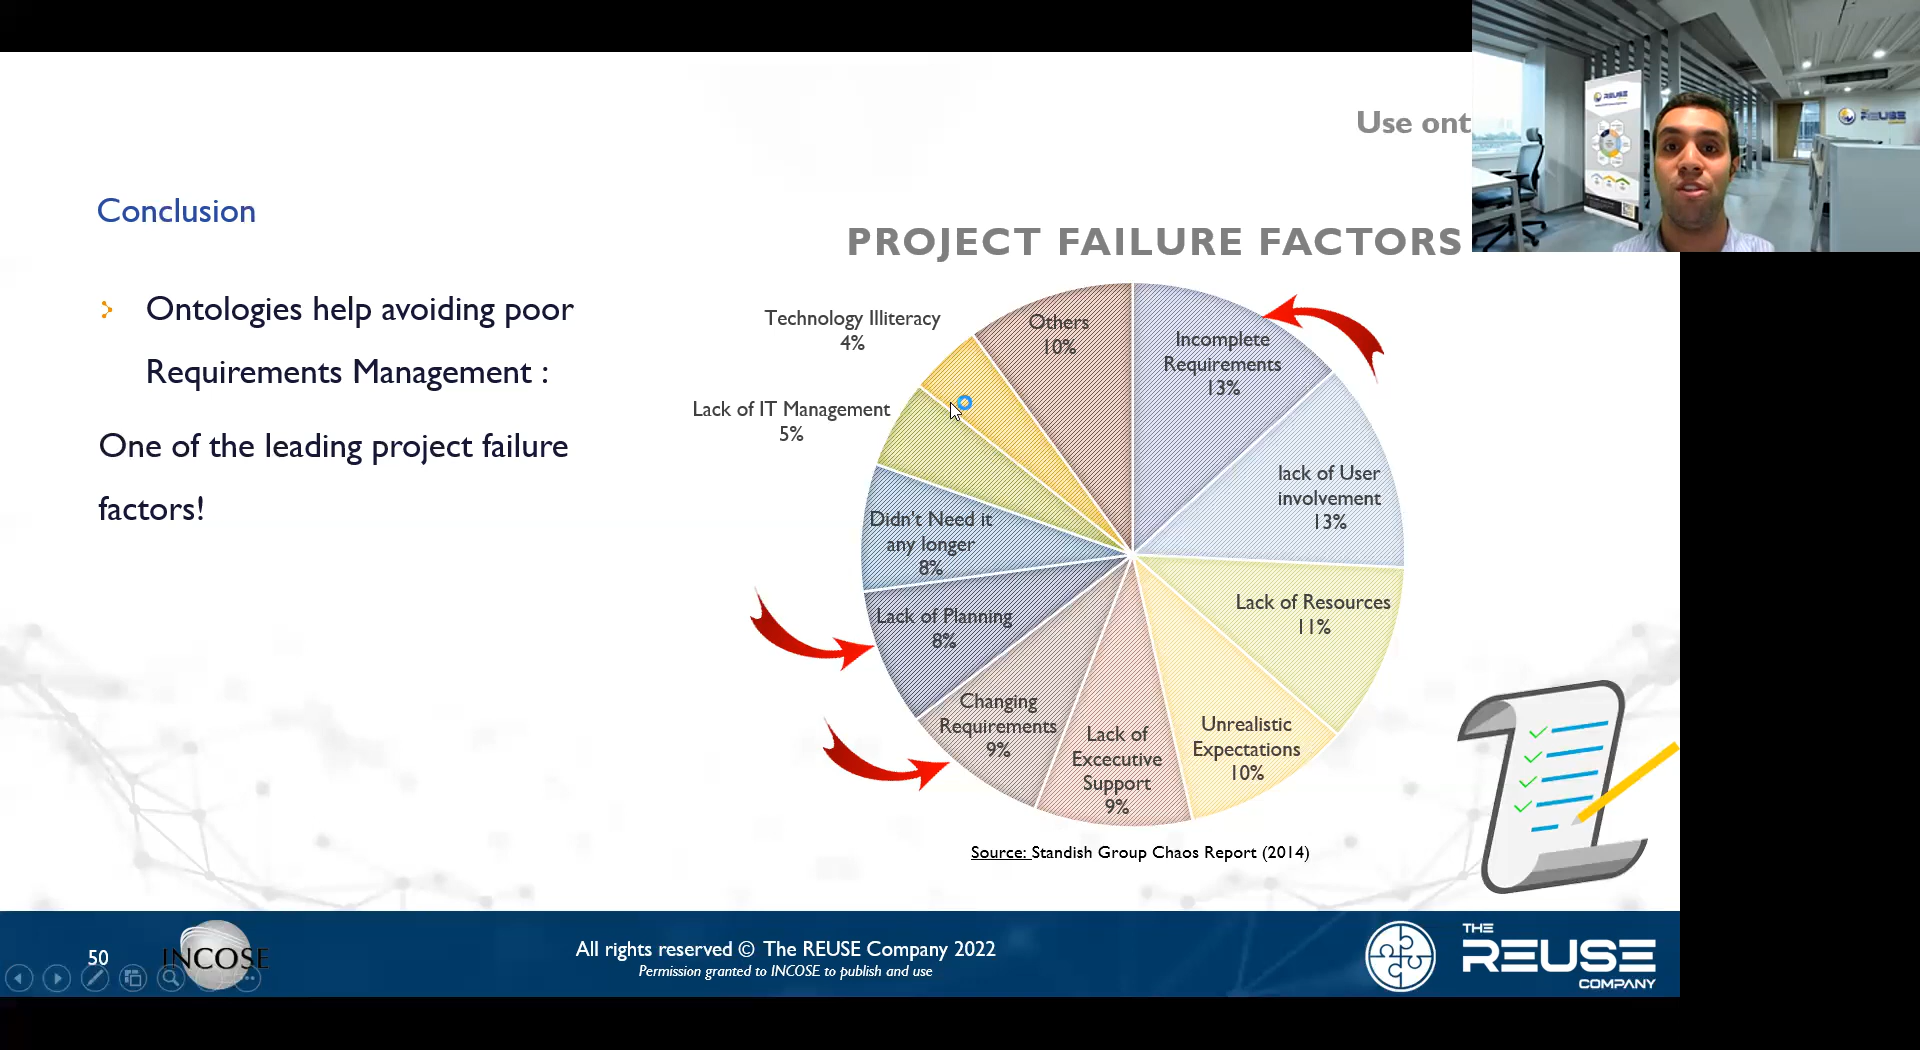 Use ont
Conclusion
Ontologies help avoiding poor
Requirements Management :
One of the leading project failure
factors!
PROJECT FAILURE FACTORS
Technology Illiteracy
4%
Others
10%
Incomplete
Requirements
13%
Lack of IT Management
5%
lack of User
involvement
13%
Didn't Need it
any longer
8%
Lack of Resources
11%
Lack of Planning
8%
Changing
Requirements
9%
Lack of
Excecutive
Support
9%
Unrealistic
Expectations
10%
Source: Standish Group Chaos Report (2014)
50
INCOSE
All rights reserved © The REUSE Company 2022
Permission granted to INCOSE to publish and use
THE
REUSE
COMPANY
REUSE
REUSE